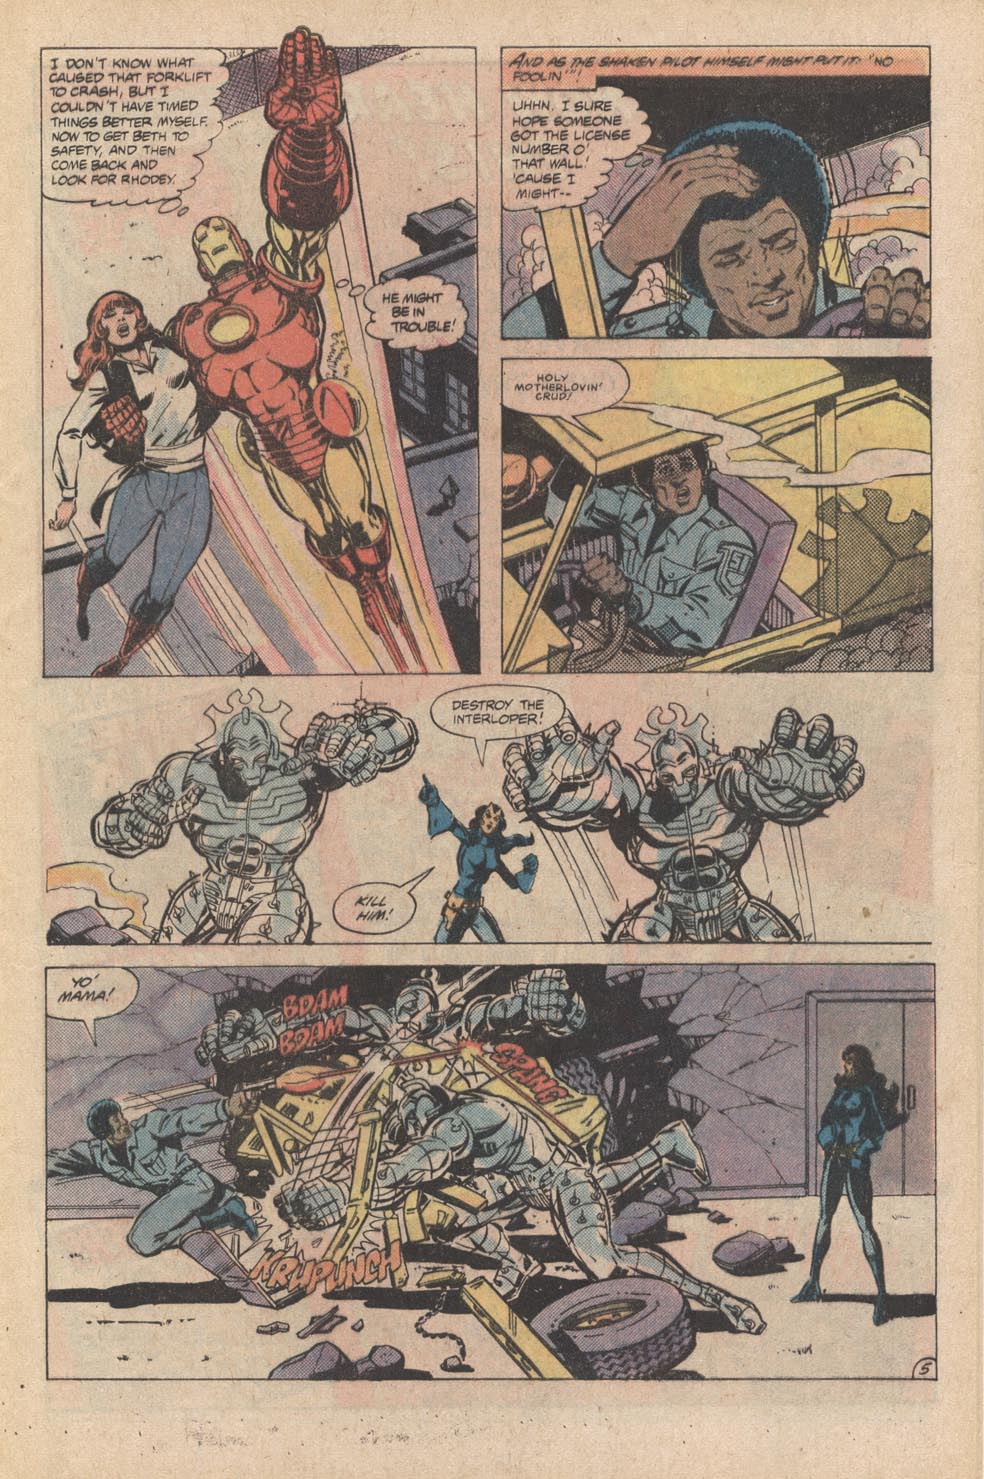 I DON'T KNOW WHAT
CAUSED THAT FORKLIFT
TO CRASH, BUT I
COULDN'T HAVE TIMED
THINGS BETTER MYSELF.
NOW TO GET BETH TO
SAFETY, AND THEN
COME BACK AND
LOOK FOR RHODEY.
HE MIGHT
BE IN
TROUBLE!
AND AS THE SHAKEN PILOT HIMSELF MIGHT PUT IT: "NO
FOOLIN'"!
UHHN. I SURE
HOPE SOMEONE
GOT THE LICENSE
NUMBER O'
THAT WALL!
'CAUSE I
MIGHT--
HOLY
MOTHERLOVIN'
CRUD!
DESTROY THE
INTERLOPER!
KILL
HIM!
YO'
MAMA!
BDAM
BDAM
SPANG
KRUPUNCH
5